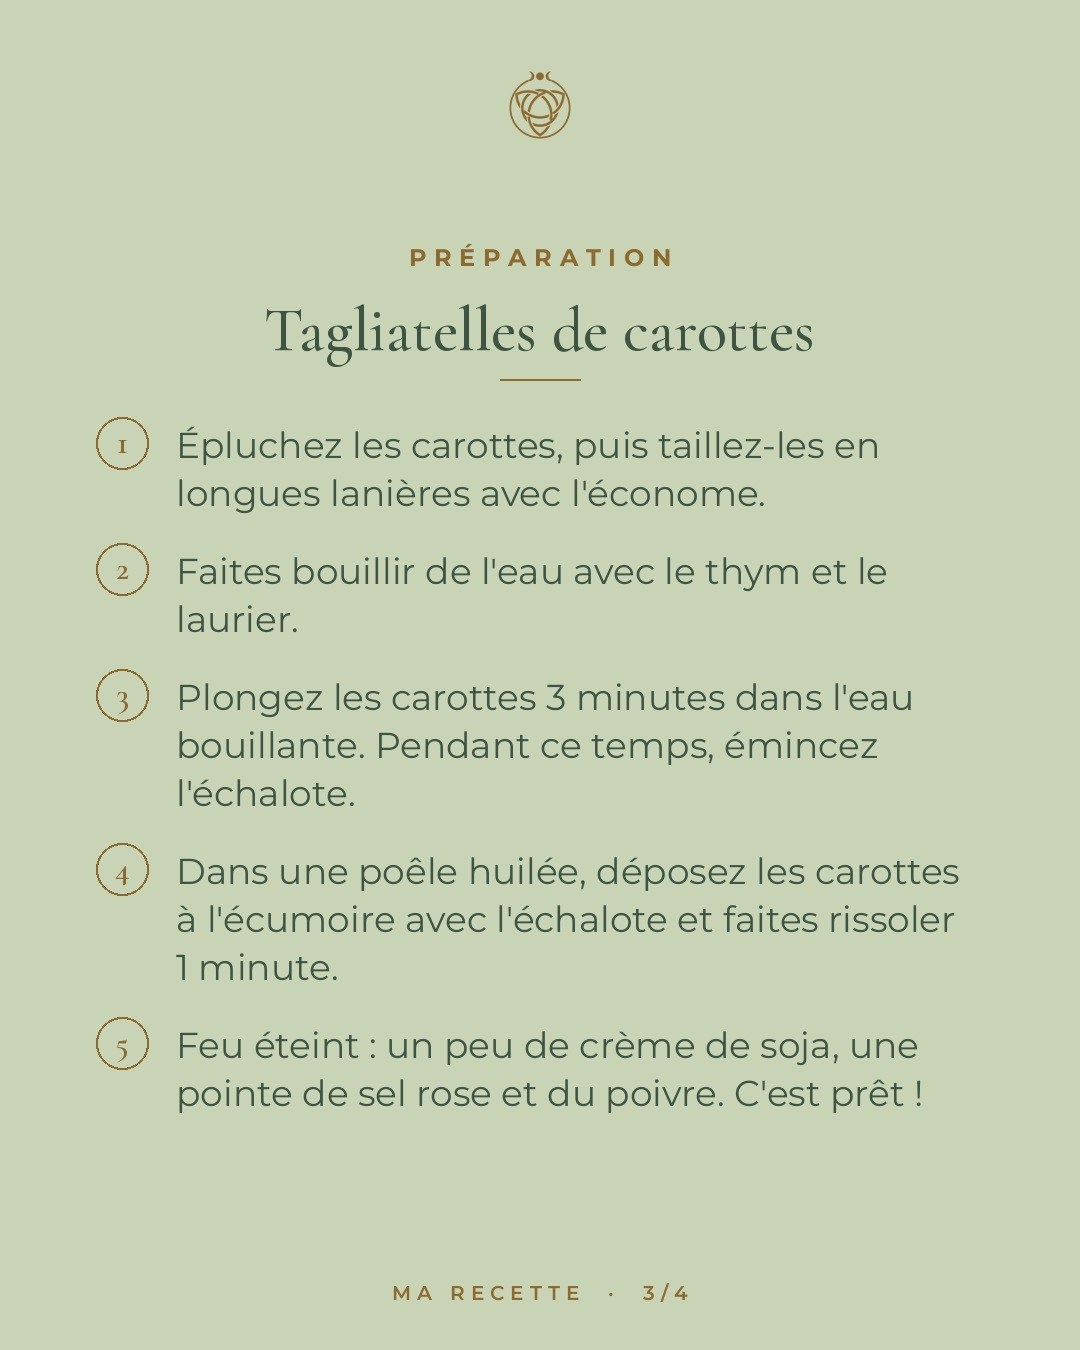 PRÉPARATION
Tagliatelles de carottes
1 Épluchez les carottes, puis taillez-les en
longues lanières avec l'économe.
2 Faites bouillir de l'eau avec le thym et le
laurier.
3 Plongez les carottes 3 minutes dans l'eau
bouillante. Pendant ce temps, émincez
l'échalote.
4 Dans une poêle huilée, déposez les carottes
à l'écumoire avec l'échalote et faites rissoler
1 minute.
5 Feu éteint : un peu de crème de soja, une
pointe de sel rose et du poivre. C'est prêt !
MA RECETTE · 3/4